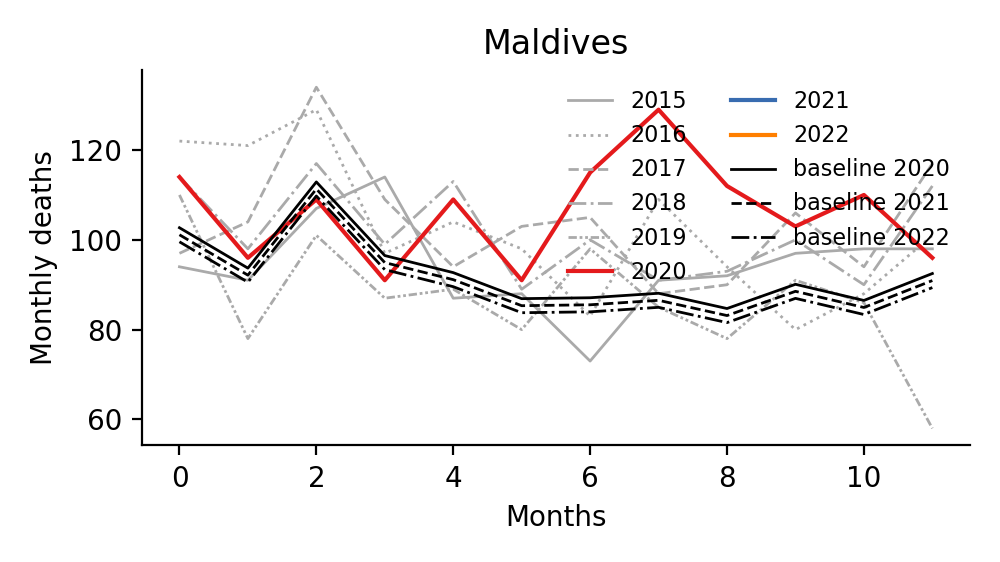 Maldives
Monthly deaths
120
100
80
60
0 2 4 6 8 10
Months
2015
2016
2017
2018
2019
2020
2021
2022
baseline 2020
baseline 2021
baseline 2022